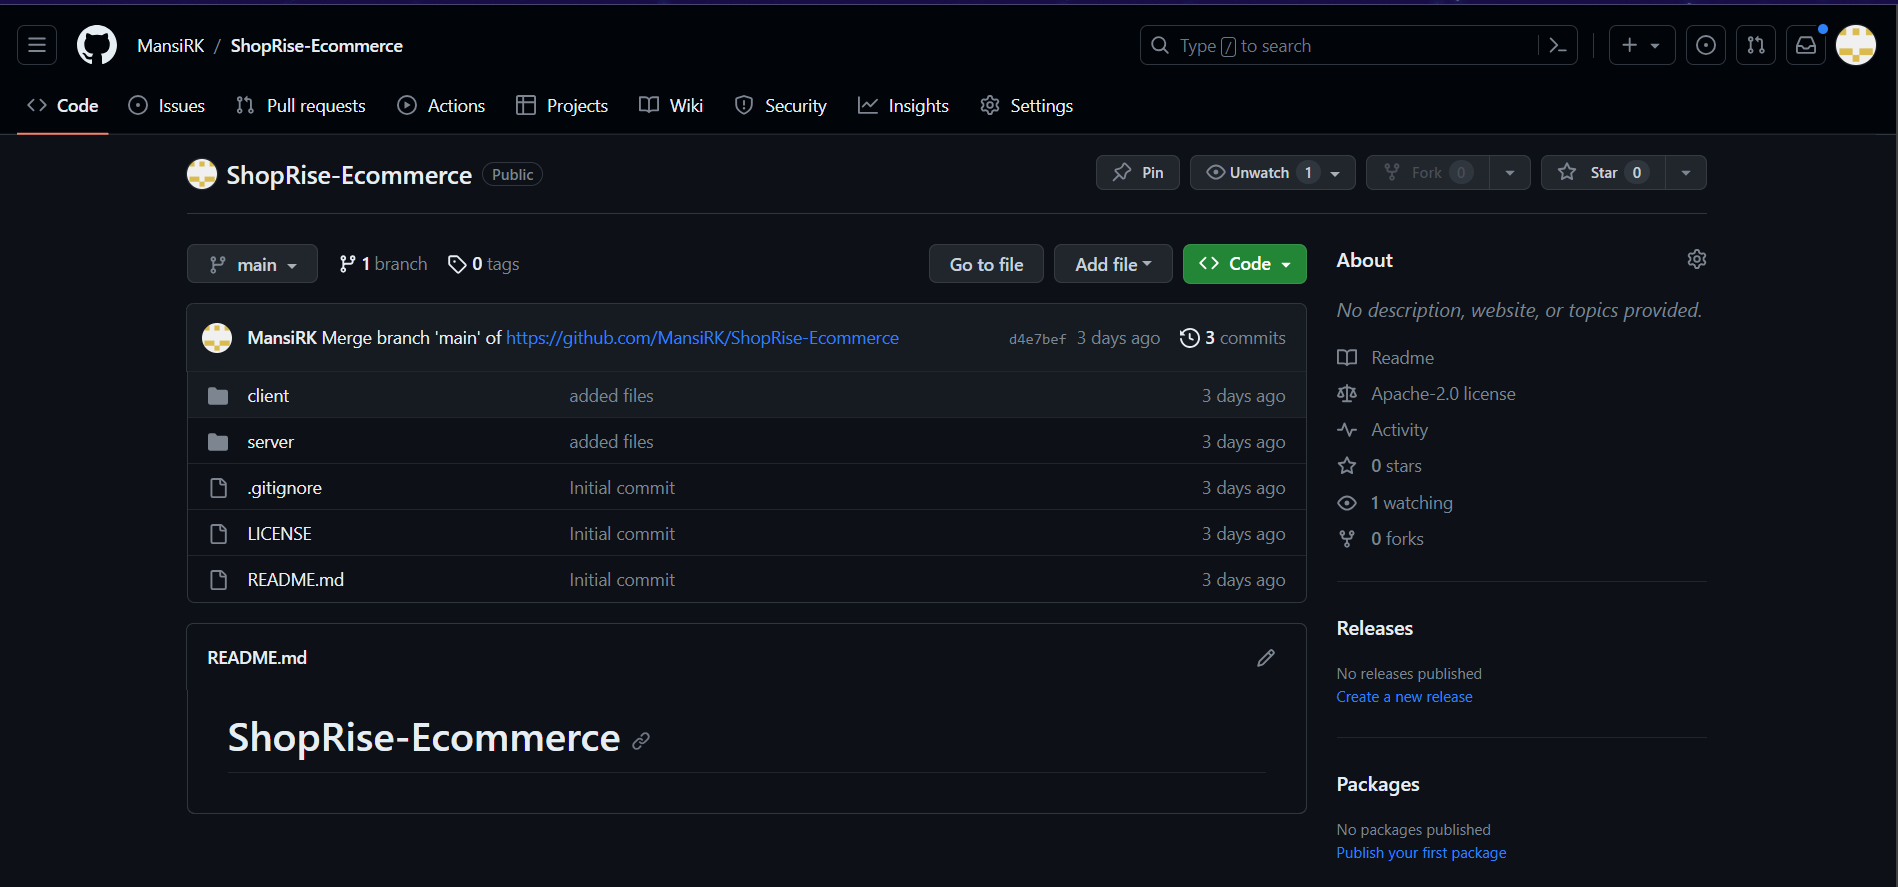 MansiRK / ShopRise-Ecommerce
Type / to search
Code Issues Pull requests Actions Projects Wiki Security Insights Settings
ShopRise-Ecommerce Public
Pin Unwatch 1 Fork 0 Star 0
main 1 branch 0 tags Go to file Add file Code
MansiRK Merge branch 'main' of https://github.com/MansiRK/ShopRise-Ecommerce d4e7bef 3 days ago 3 commits
client added files 3 days ago
server added files 3 days ago
.gitignore Initial commit 3 days ago
LICENSE Initial commit 3 days ago
README.md Initial commit 3 days ago
README.md
ShopRise-Ecommerce
About
No description, website, or topics provided.
Readme
Apache-2.0 license
Activity
0 stars
1 watching
0 forks
Releases
No releases published
Create a new release
Packages
No packages published
Publish your first package